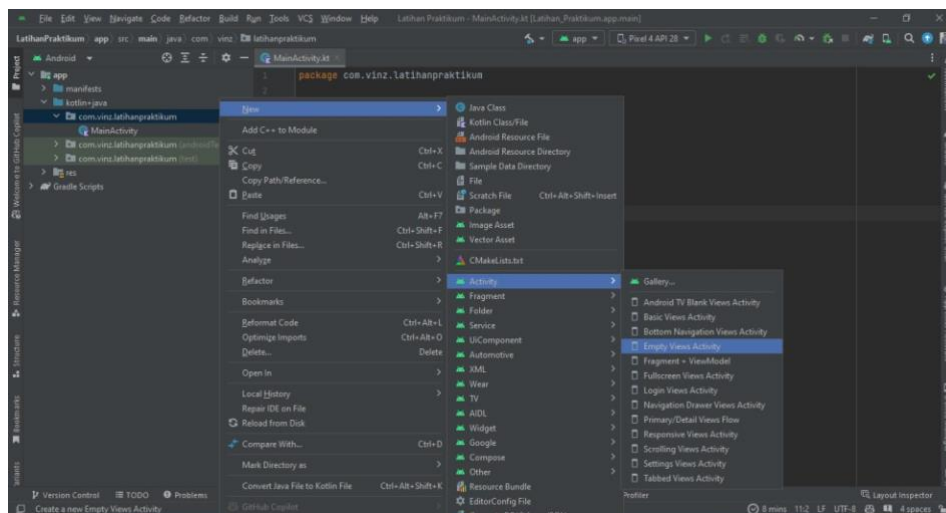 File Edit View Navigate Code Refactor Build Run Tools VCS Window Help Latihan Praktikum - MainActivity.kt [Latihan_Praktikum.app.main]
LatihanPraktikum app src main java com vinz latihanpraktikum app Pixel 4 API 28
Android MainActivity.kt
1 package com.vinz.latihanpraktikum
2
app
manifests
kotlin+java
com.vinz.latihanpraktikum
MainActivity
com.vinz.latihanpraktikum
com.vinz.latihanpraktikum (test)
res
Gradle Scripts
Project
Welcome to GitHub Copilot
Resource Manager
Structure
Bookmarks
New
Add C++ to Module
Cut Ctrl+X
Copy Ctrl+C
Copy Path/Reference...
Paste Ctrl+V
Find Usages Alt+F7
Find in Files... Ctrl+Shift+F
Replace in Files... Ctrl+Shift+R
Analyze
Refactor
Bookmarks
Reformat Code Ctrl+Alt+L
Optimize Imports Ctrl+Alt+O
Delete... Delete
Open In
Local History
Repair IDE on File
Reload from Disk
Compare With... Ctrl+D
Mark Directory as
Convert Java File to Kotlin File Ctrl+Alt+Shift+K
GitHub Copilot
Java Class
Kotlin Class/File
Android Resource File
Android Resource Directory
Sample Data Directory
File
Scratch File Ctrl+Alt+Shift+Insert
Package
Image Asset
Vector Asset
CMakeLists.txt
Activity
Fragment
Folder
Service
UiComponent
Automotive
XML
Wear
TV
AIDL
Widget
Google
Compose
Other
Resource Bundle
EditorConfig File
Gallery...
Android TV Blank Views Activity
Basic Views Activity
Bottom Navigation Views Activity
Empty Views Activity
Fragment + ViewModel
Fullscreen Views Activity
Login Views Activity
Navigation Drawer Views Activity
Primary/Detail Views Flow
Responsive Views Activity
Scrolling Views Activity
Settings Views Activity
Tabbed Views Activity
Version Control TODO Problems Profiler Layout Inspector
Create a new Empty Views Activity 8 mins 11:2 LF UTF-8 4 spaces